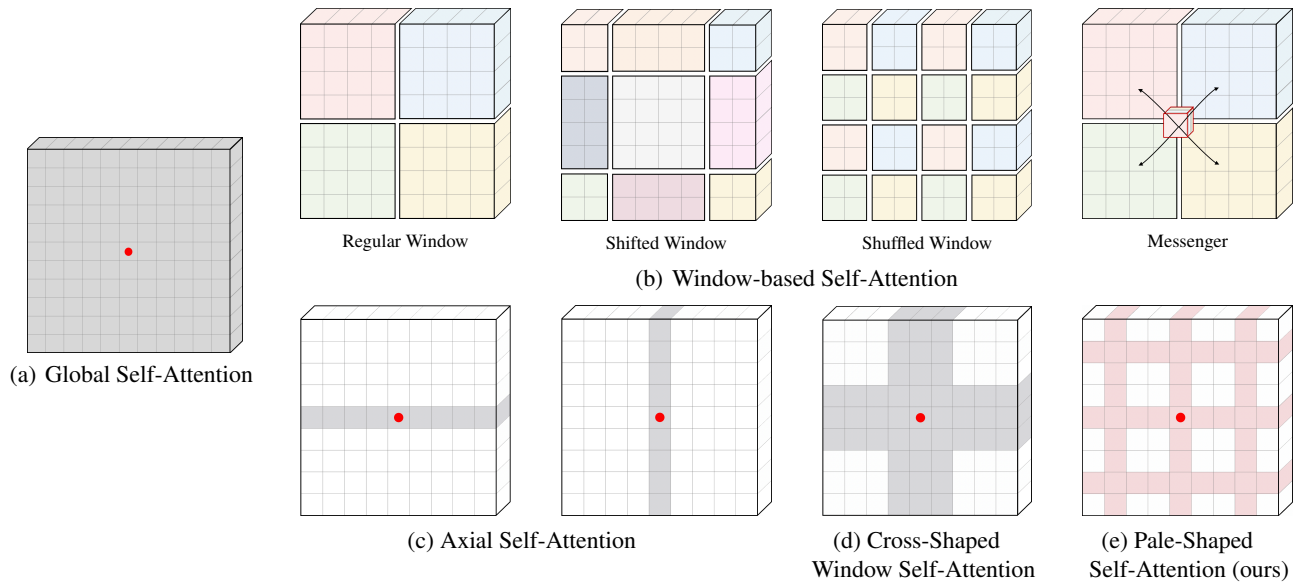 Regular Window
Shifted Window
Shuffled Window
Messenger
(b) Window-based Self-Attention
(a) Global Self-Attention
(c) Axial Self-Attention
(d) Cross-Shaped
Window Self-Attention
(e) Pale-Shaped
Self-Attention (ours)